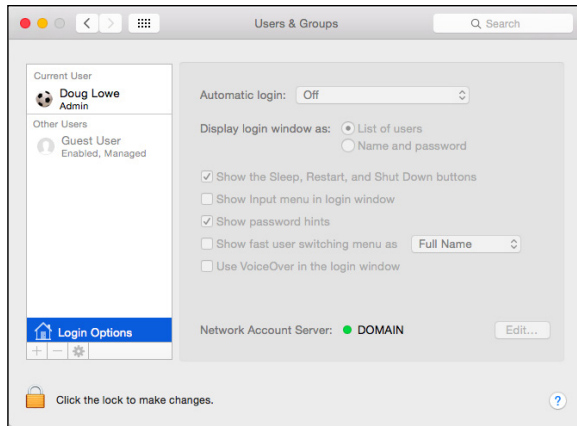 Users & Groups
Search
Current User
Doug Lowe
Admin
Other Users
Guest User
Enabled, Managed
Login Options
Automatic login: Off
Display login window as: List of users
Name and password
Show the Sleep, Restart, and Shut Down buttons
Show Input menu in login window
Show password hints
Show fast user switching menu as Full Name
Use VoiceOver in the login window
Network Account Server: DOMAIN Edit...
Click the lock to make changes.
?